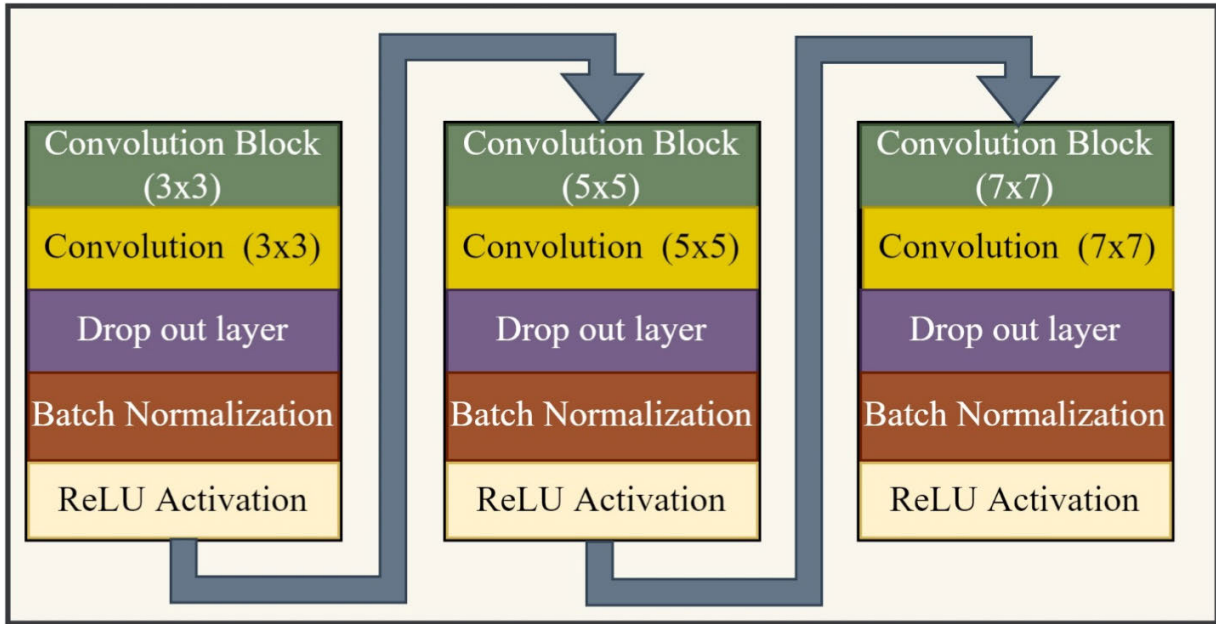 Convolution Block
(3x3)
Convolution (3x3)
Drop out layer
Batch Normalization
ReLU Activation
Convolution Block
(5x5)
Convolution (5x5)
Drop out layer
Batch Normalization
ReLU Activation
Convolution Block
(7x7)
Convolution (7x7)
Drop out layer
Batch Normalization
ReLU Activation